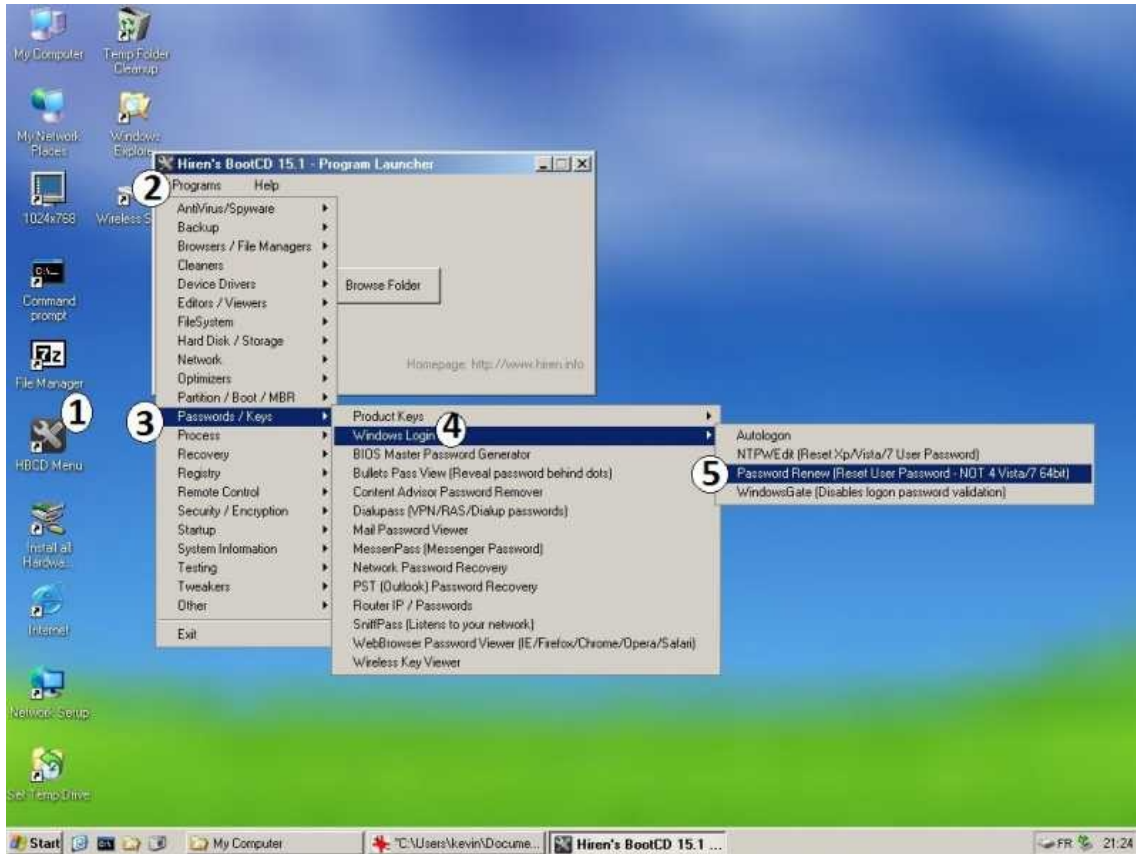 My Computer
Temp Folder
Cleanup
My Network
Places
Windows
Explorer
1024x768
Wireless S
Command
prompt
File Manager
1
HBCD Menu
Install all
Hardwa...
Internet
Network Setup
Set Temp Drive
Hiren's BootCD 15.1 - Program Launcher
2
Programs
Help
AntiVirus/Spyware
Backup
Browsers / File Managers
Cleaners
Device Drivers
Editors / Viewers
FileSystem
Hard Disk / Storage
Network
Optimizers
Partition / Boot / MBR
3
Passwords / Keys
Process
Recovery
Registry
Remote Control
Security / Encryption
Startup
System Information
Testing
Tweakers
Other
Exit
Browse Folder
Homepage: http://www.hiren.info
Product Keys
Windows Login
4
BIOS Master Password Generator
Bullets Pass View (Reveal password behind dots)
Content Advisor Password Remover
Dialupass (VPN/RAS/Dialup passwords)
Mail Password Viewer
MessenPass (Messenger Password)
Network Password Recovery
PST (Outlook) Password Recovery
Router IP / Passwords
SniffPass (Listens to your network)
WebBrowser Password Viewer (IE/Firefox/Chrome/Opera/Safari)
Wireless Key Viewer
Autologon
NTPWEdit (Reset Xp/Vista/7 User Password)
5
Password Renew (Reset User Password - NOT 4 Vista/7 64bit)
WindowsGate (Disables logon password validation)
Start
My Computer
"C:\Users\kevin\Docume...
Hiren's BootCD 15.1 ...
FR
21:24